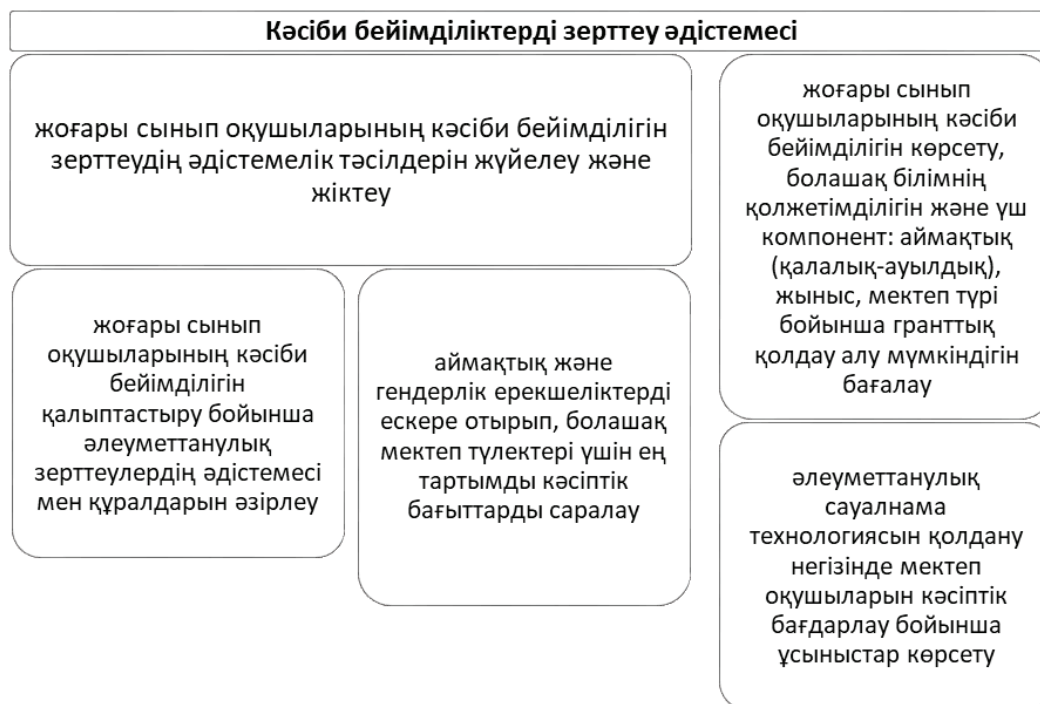 Кәсіби бейімділіктерді зерттеу әдістемесі
жоғары сынып оқушыларының кәсіби бейімділігін
зерттеудің әдістемелік тәсілдерін жүйелеу және
жіктеу
жоғары сынып
оқушыларының кәсіби
бейімділігін
қалыптастыру бойынша
әлеуметтанулық
зерттеулердің әдістемесі
мен құралдарын әзірлеу
аймақтық және
гендерлік ерекшеліктерді
ескере отырып, болашақ
мектеп түлектері үшін ең
тартымды кәсіптік
бағыттарды саралау
жоғары сынып
оқушыларының кәсіби
бейімділігін көрсету,
болашақ білімнің
қолжетімділігін және үш
компонент: аймақтық
(қалалық-ауылдық),
жыныс, мектеп түрі
бойынша гранттық
қолдау алу мүмкіндігін
бағалау
әлеуметтанулық
сауалнама
технологиясын қолдану
негізінде мектеп
оқушыларын кәсіптік
бағдарлау бойынша
ұсыныстар көрсету